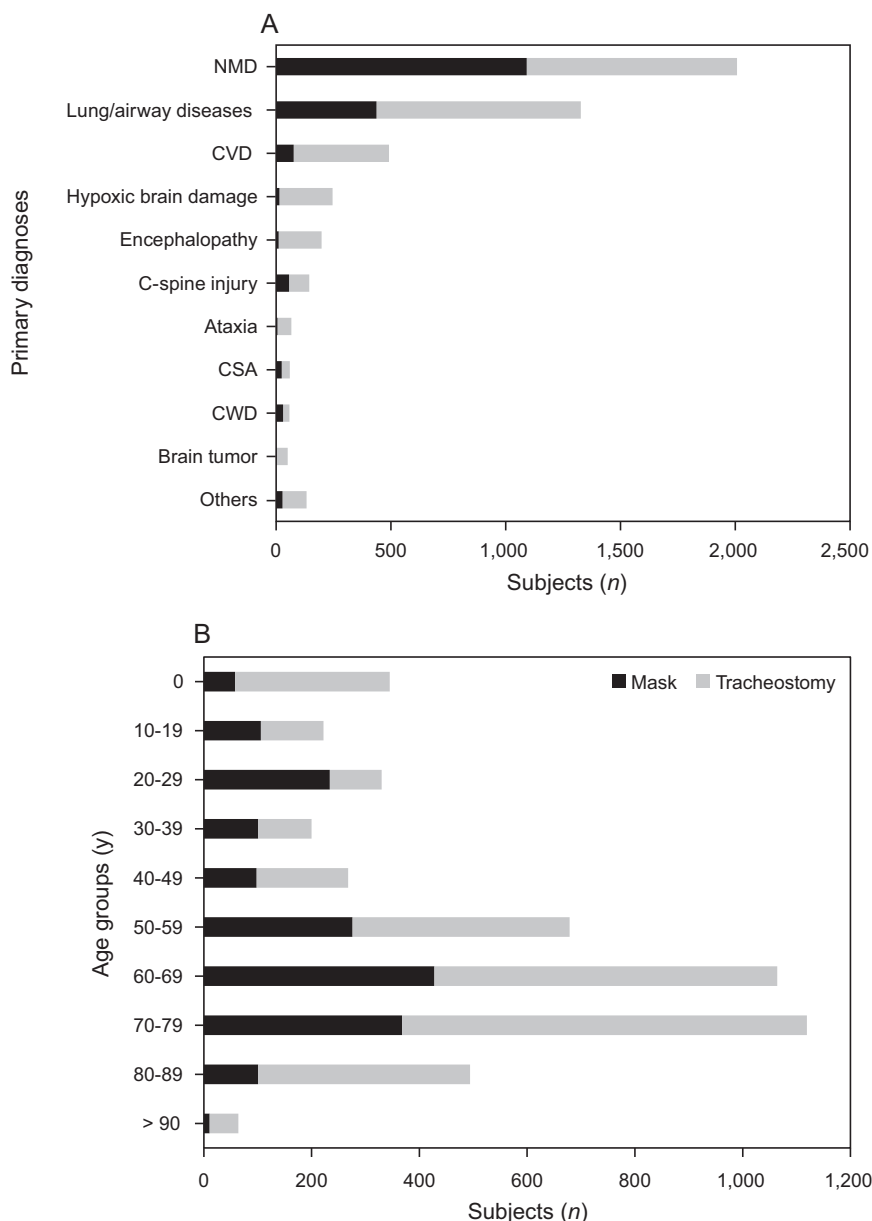 A
Primary diagnoses
NMD
Lung/airway diseases
CVD
Hypoxic brain damage
Encephalopathy
C-spine injury
Ataxia
CSA
CWD
Brain tumor
Others
0 500 1,000 1,500 2,000 2,500
Subjects (n)
B
Mask Tracheostomy
Age groups (y)
0
10-19
20-29
30-39
40-49
50-59
60-69
70-79
80-89
> 90
0 200 400 600 800 1,000 1,200
Subjects (n)